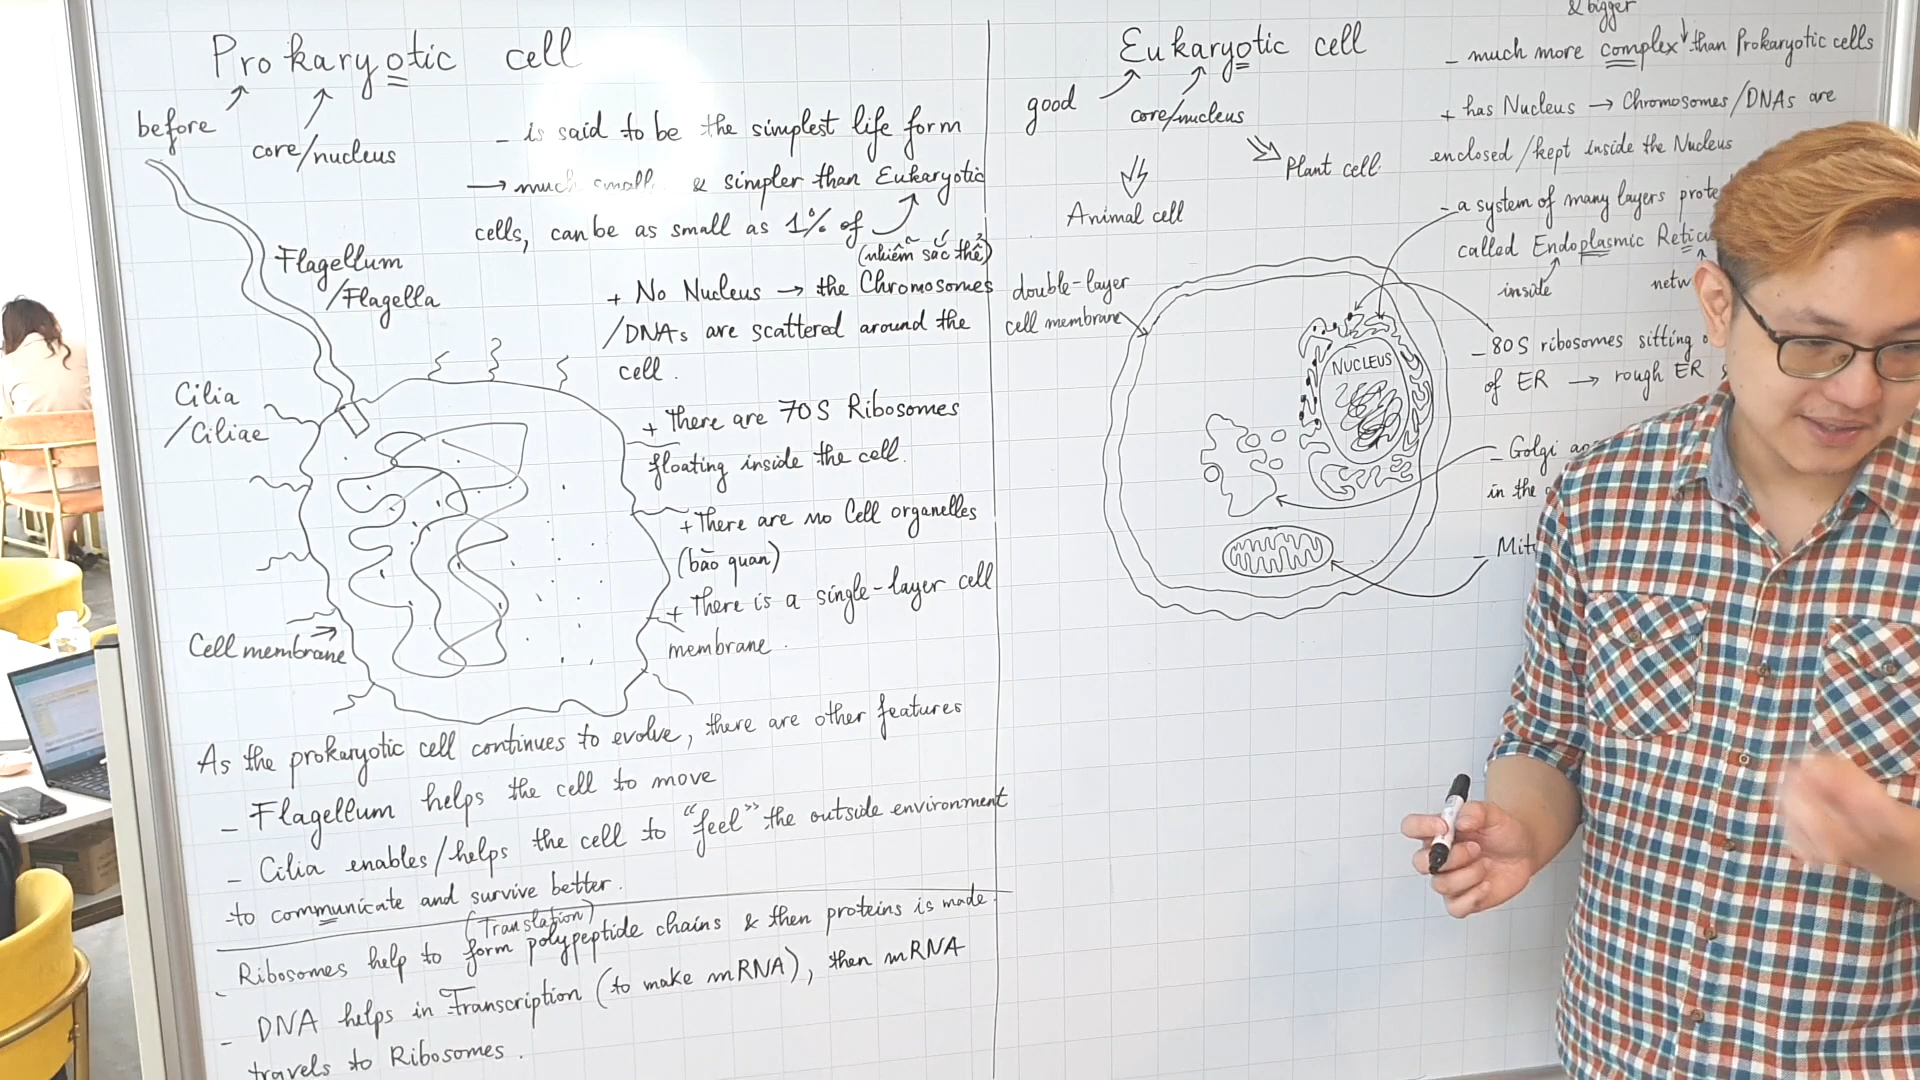 Prokaryotic cell
before
core/nucleus
- is said to be the simplest life form
→ much small & simpler than Eukaryotic
cells, can be as small as 1% of
(nhiễm sắc thể)
Flagellum
/Flagella
+ No Nucleus → the Chromosomes
/DNAs are scattered around the
cell.
Cilia
/Ciliae
+ There are 70S Ribosomes
floating inside the cell.
+ There are no Cell organelles
(bào quan)
+ There is a single-layer cell
membrane.
Cell membrane
As the prokaryotic cell continues to evolve, there are other features
- Flagellum helps the cell to move
- Cilia enables/helps the cell to "feel" the outside environment
to communicate and survive better.
(Translation)
- Ribosomes help to form polypeptide chains & then proteins is made.
- DNA helps in Transcription (to make mRNA), then mRNA
travels to Ribosomes.
Eukaryotic cell
good
core/nucleus
Plant cell
Animal cell
& bigger
- much more complex than Prokaryotic cells
+ has Nucleus → Chromosomes/DNAs are
enclosed/kept inside the Nucleus
- a system of many layers
called Endoplasmic
inside
double-layer
cell membrane
NUCLEUS
- 80S ribosomes sitting
of ER → rough ER
- Golgi
in the
-